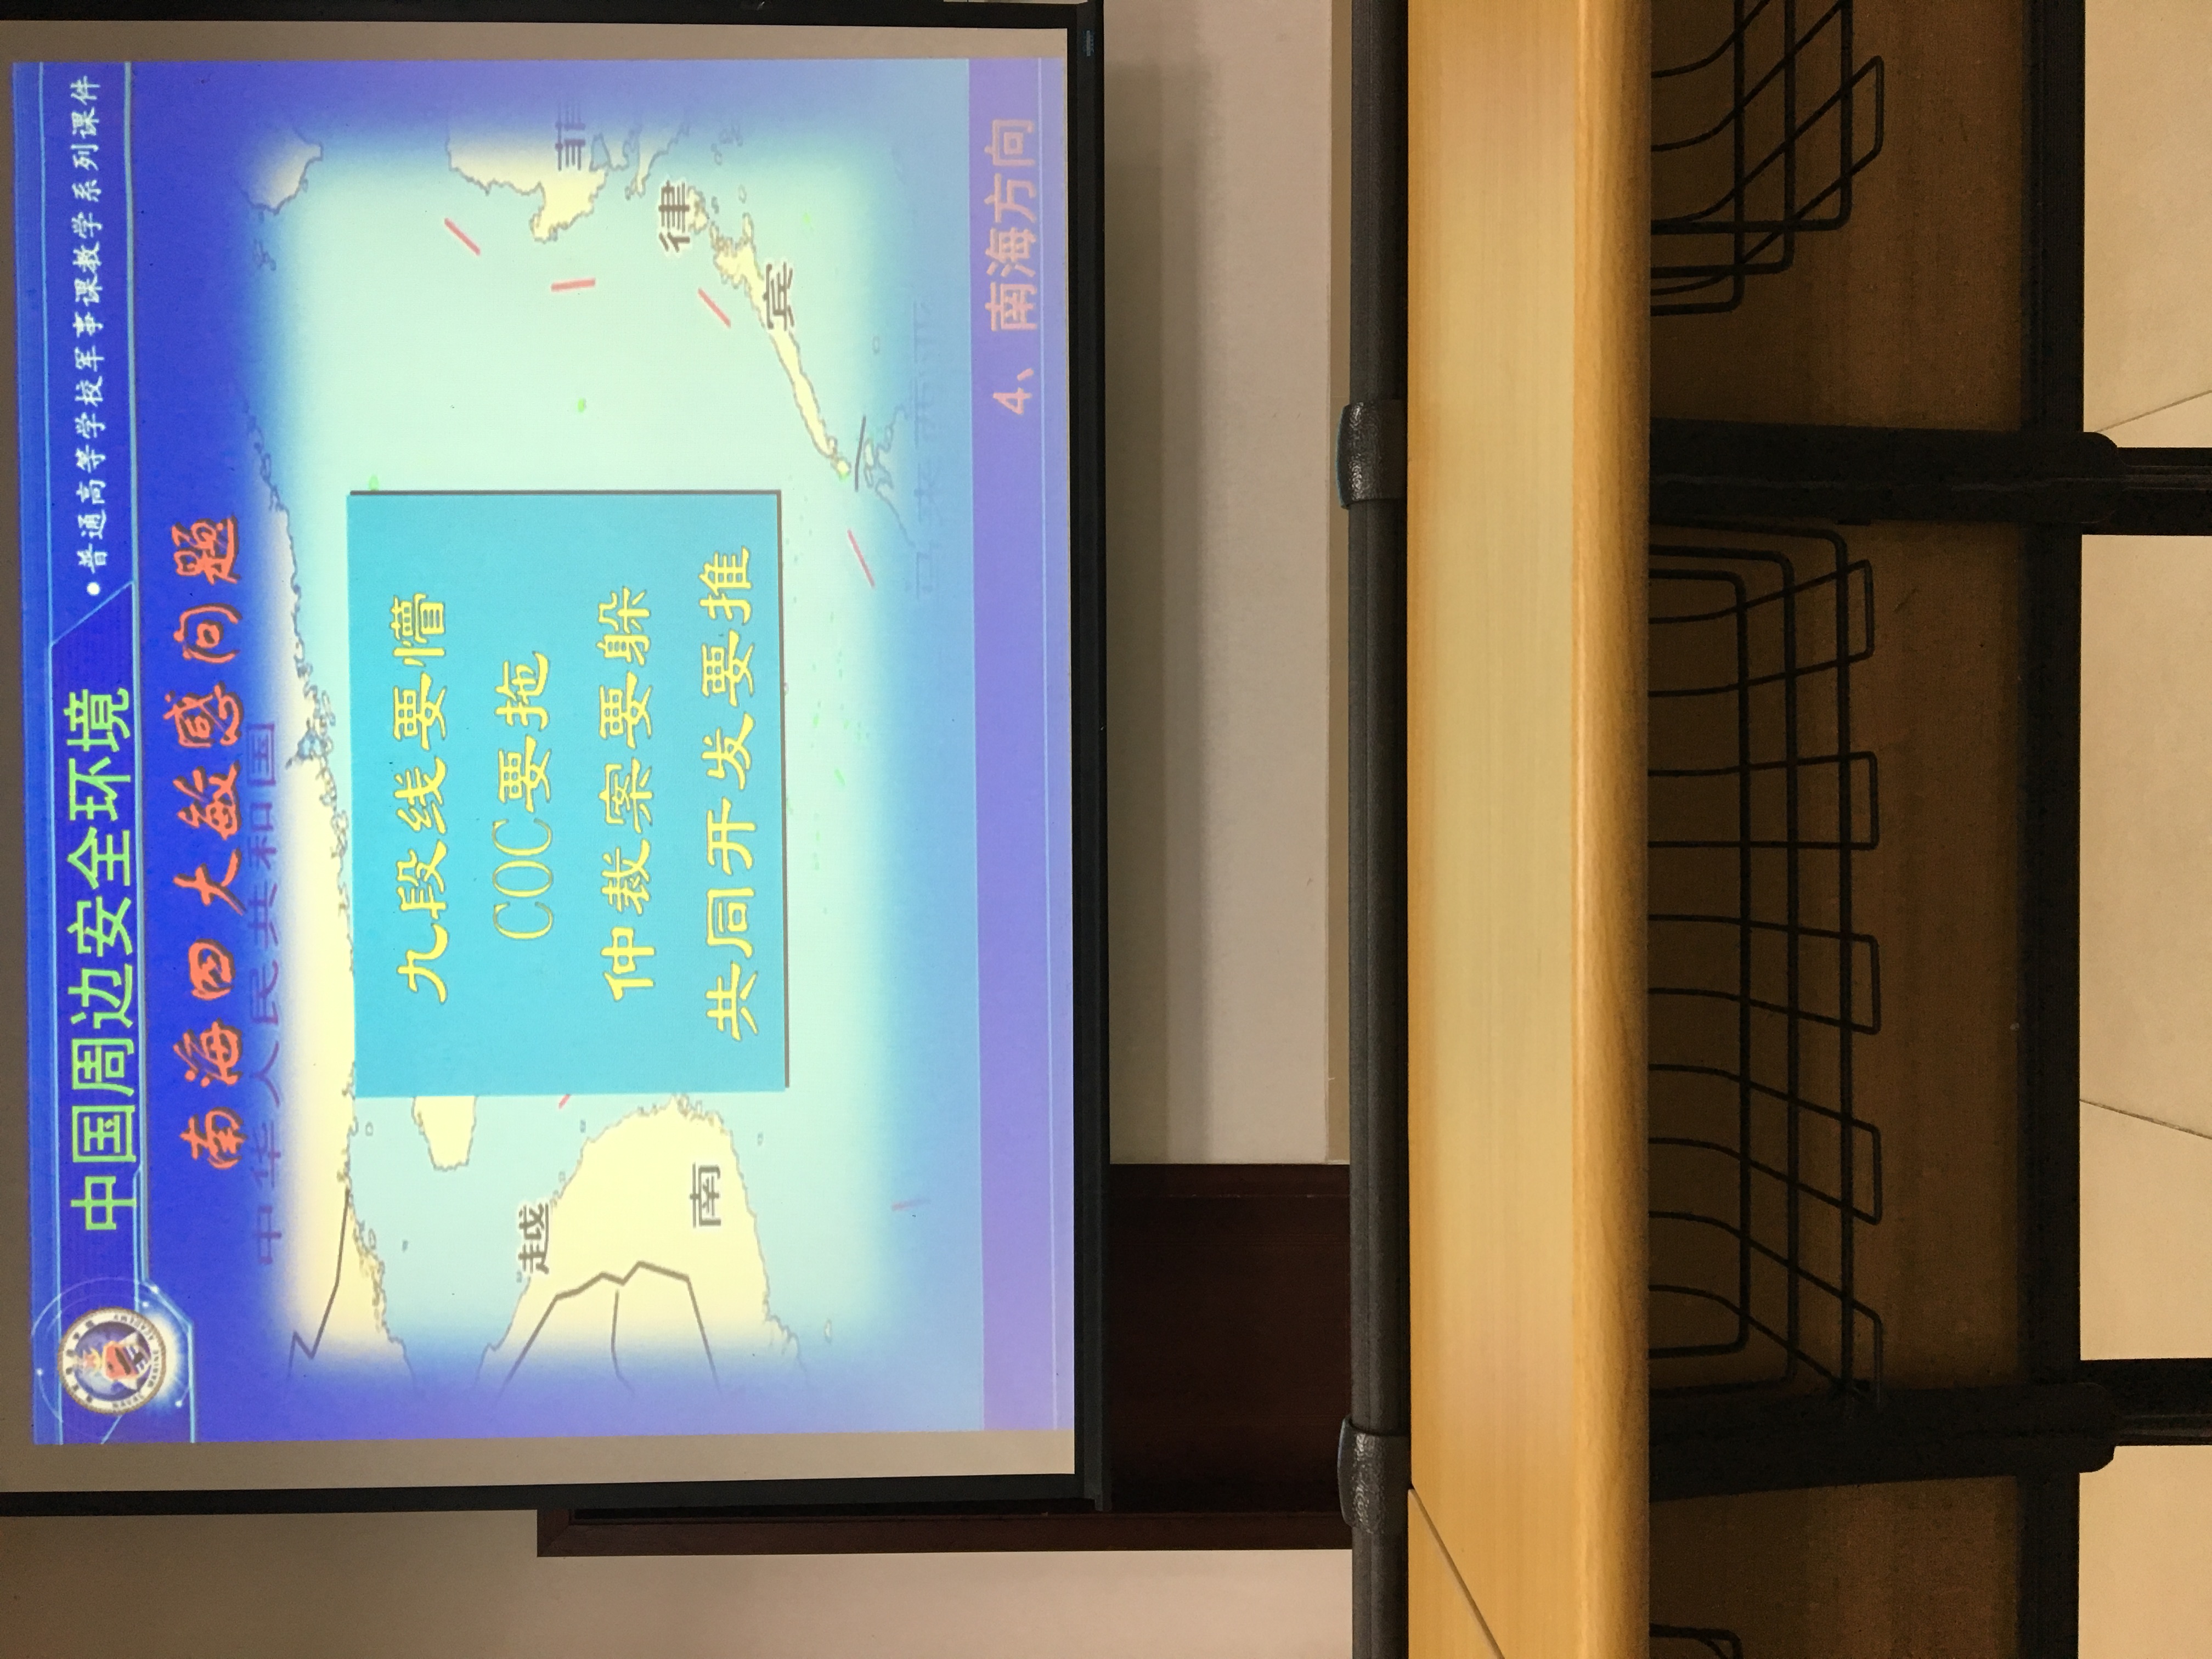 中国周边安全环境
•普通高等学校军事课教学系列课件
南海四大敏感问题
中华人民共和国
九段线要懵
COC要拖
仲裁案要躲
共同开发要推
越
南
菲
律
宾
马来西亚
4、南海方向